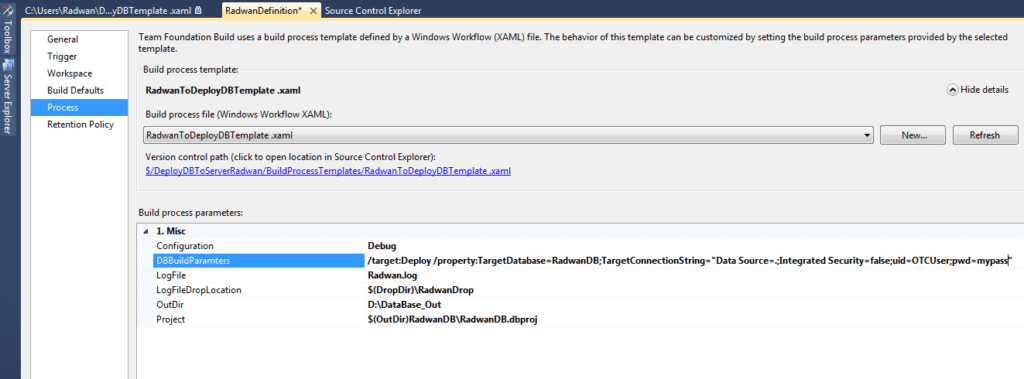 C:\Users\Radwan\D...yDBTemplate .xaml
RadwanDefinition* ×
Source Control Explorer
Toolbox
Server Explorer
General
Trigger
Workspace
Build Defaults
Process
Retention Policy
Team Foundation Build uses a build process template defined by a Windows Workflow (XAML) file. The behavior of this template can be customized by setting the build process parameters provided by the selected
template.
Build process template:
RadwanToDeployDBTemplate .xaml
Hide details
Build process file (Windows Workflow XAML):
RadwanToDeployDBTemplate .xaml
New...
Refresh
Version control path (click to open location in Source Control Explorer):
$/DeployDBToServerRadwan/BuildProcessTemplates/RadwanToDeployDBTemplate .xaml
Build process parameters:
1. Misc
Configuration Debug
DBBuildParamters /target:Deploy /property:TargetDatabase=RadwanDB;TargetConnectionString="Data Source=.;Integrated Security=false;uid=OTCUser;pwd=mypass"
LogFile Radwan.log
LogFileDropLocation $(DropDir)\RadwanDrop
OutDir D:\DataBase_Out
Project $(OutDir)RadwanDB\RadwanDB.dbproj